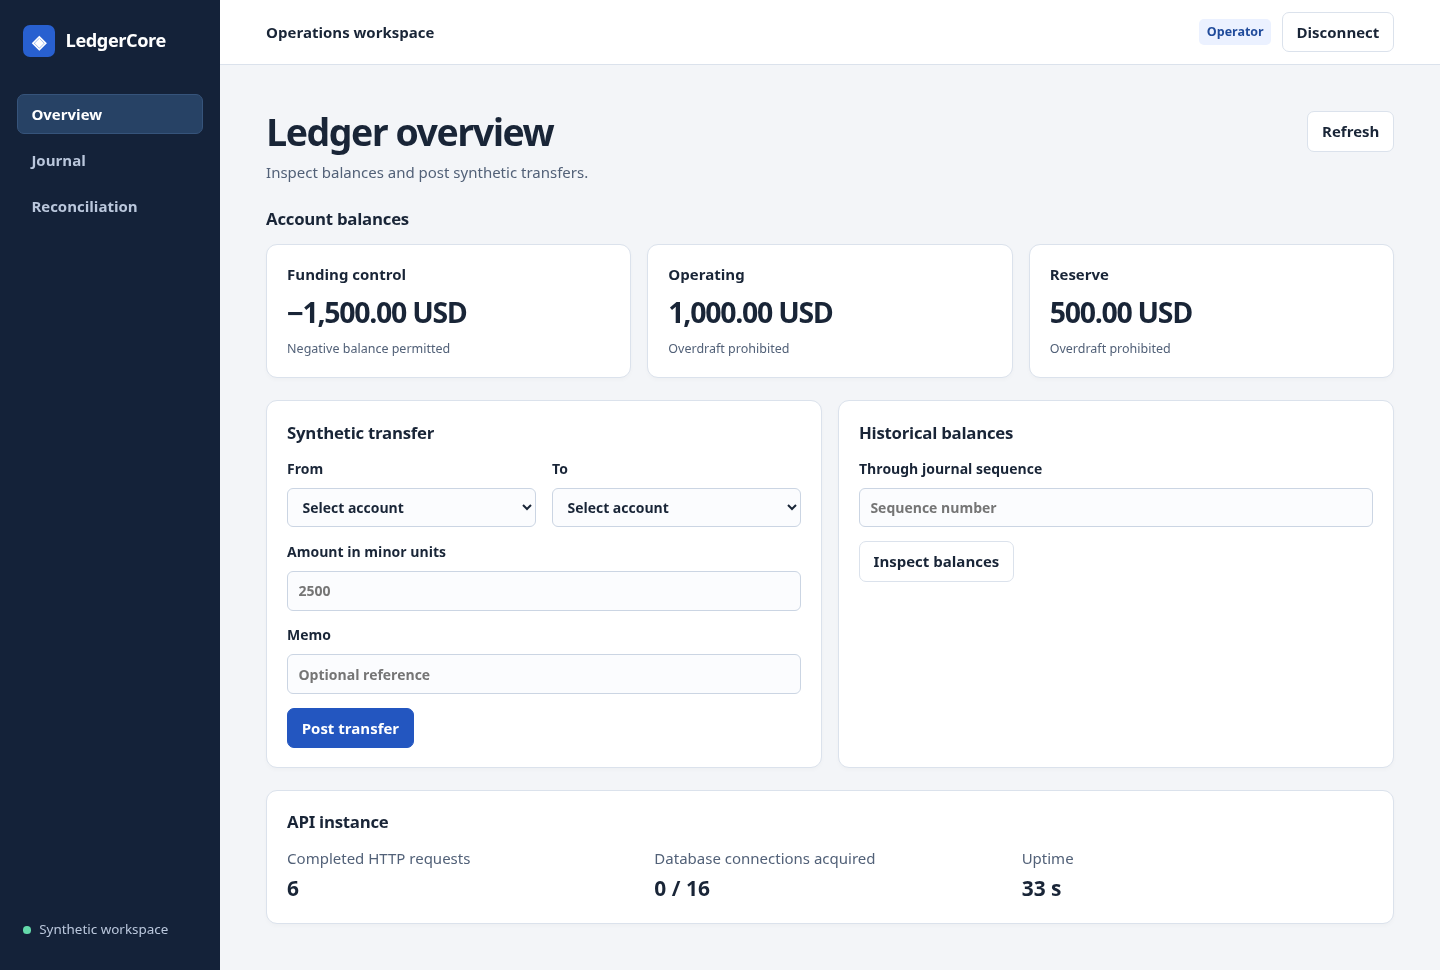 LedgerCore
Overview
Journal
Reconciliation
Synthetic workspace
Operations workspace
Operator
Disconnect
Ledger overview
Refresh
Inspect balances and post synthetic transfers.
Account balances
Funding control
−1,500.00 USD
Negative balance permitted
Operating
1,000.00 USD
Overdraft prohibited
Reserve
500.00 USD
Overdraft prohibited
Synthetic transfer
From
To
Select account
Select account
Amount in minor units
2500
Memo
Optional reference
Post transfer
Historical balances
Through journal sequence
Sequence number
Inspect balances
API instance
Completed HTTP requests
6
Database connections acquired
0 / 16
Uptime
33 s